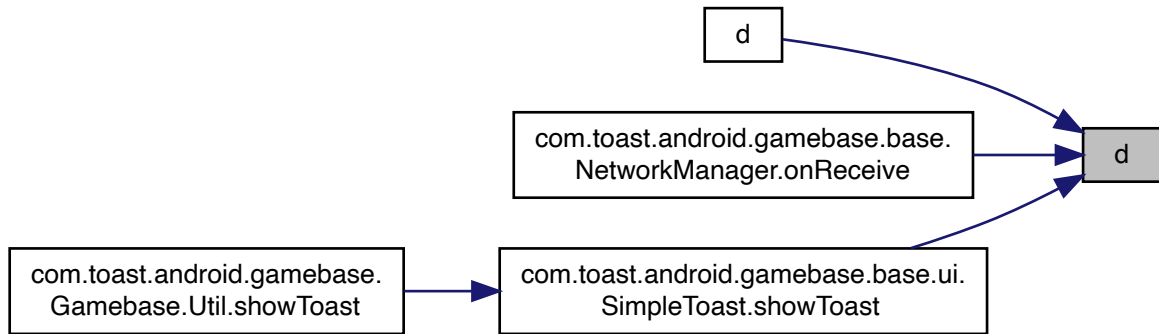 d
com.toast.android.gamebase.base.
NetworkManager.onReceive
d
com.toast.android.gamebase.
Gamebase.Util.showToast
com.toast.android.gamebase.base.ui.
SimpleToast.showToast